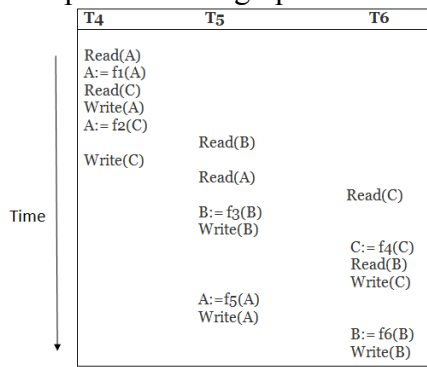 T4 T5 T6
Read(A)
A:= f1(A)
Read(C)
Write(A)
A:= f2(C)
Read(B)
Write(C)
Read(A)
Read(C)
Time
B:= f3(B)
Write(B)
C:= f4(C)
Read(B)
Write(C)
A:=f5(A)
Write(A)
B:= f6(B)
Write(B)